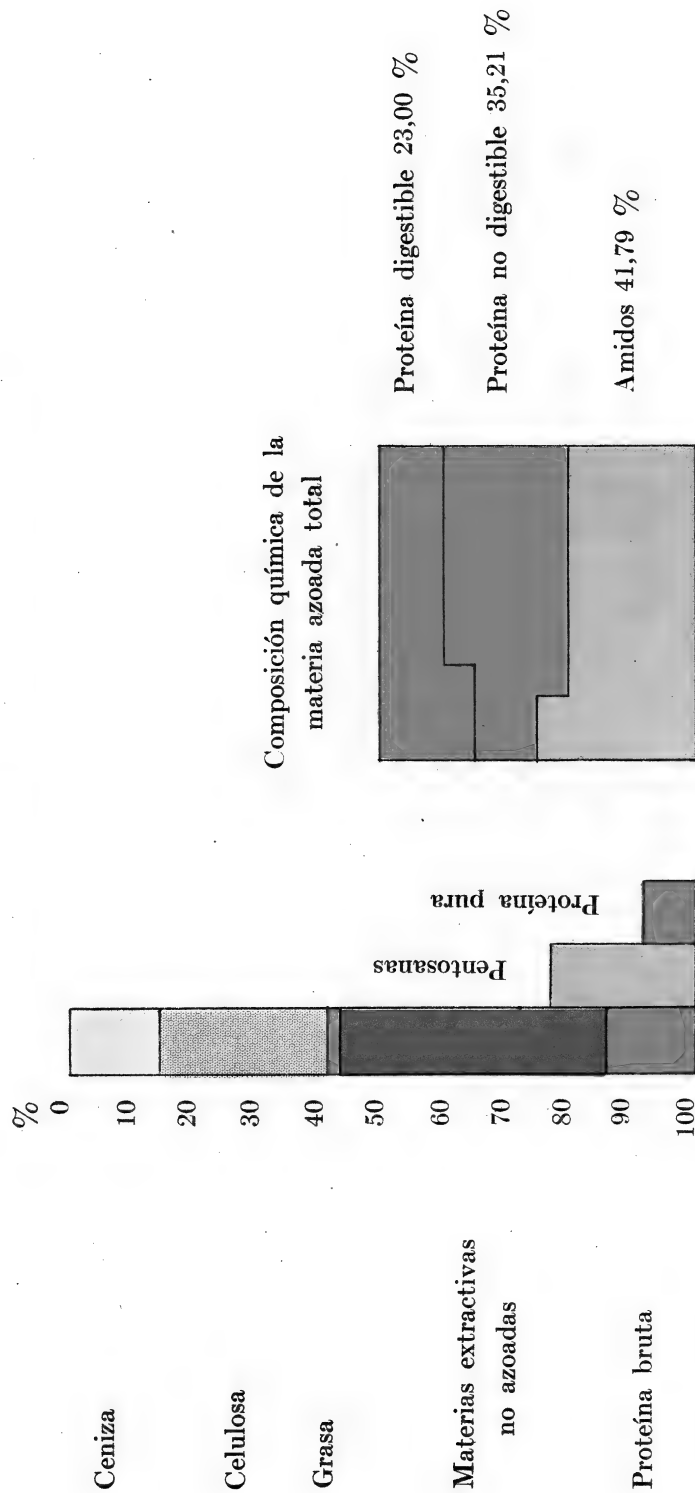 Ceniza
Celulosa
Grasa
Materias extractivas
no azoadas
Proteína bruta
%
0
10
20
30
40
50
60
70
80
90
100
Pentosanas
Proteína pura
Composición química de la
materia azoada total
Proteína digestible 23,00 %
Proteína no digestible 35,21 %
Amidos 41,79 %